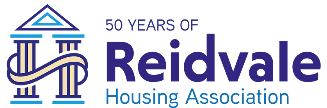 50 YEARS OF
Reidvale
Housing Association